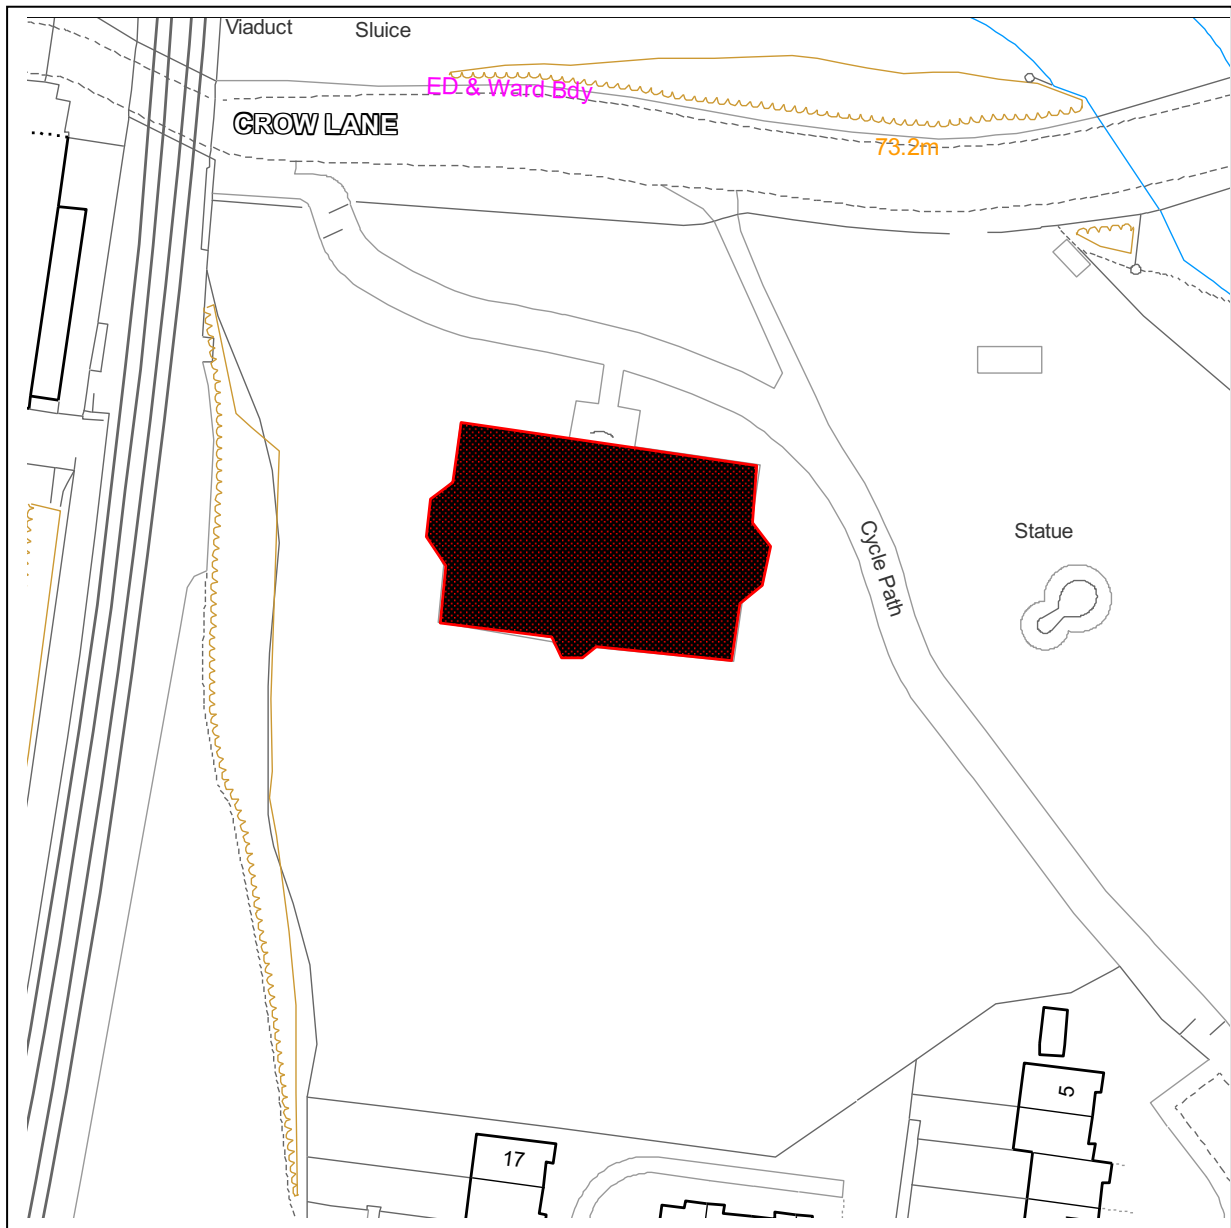 Viaduct
Sluice
ED & Ward Bdy
CROW LANE
73.2m
Statue
Cycle Path
5
17